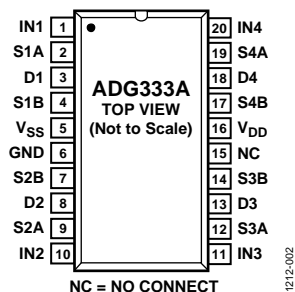 IN1 1 20 IN4
S1A 2 19 S4A
D1 3 18 D4
S1B 4 17 S4B
VSS 5 16 VDD
GND 6 15 NC
S2B 7 14 S3B
D2 8 13 D3
S2A 9 12 S3A
IN2 10 11 IN3
ADG333A
TOP VIEW
(Not to Scale)
NC = NO CONNECT
1212-002